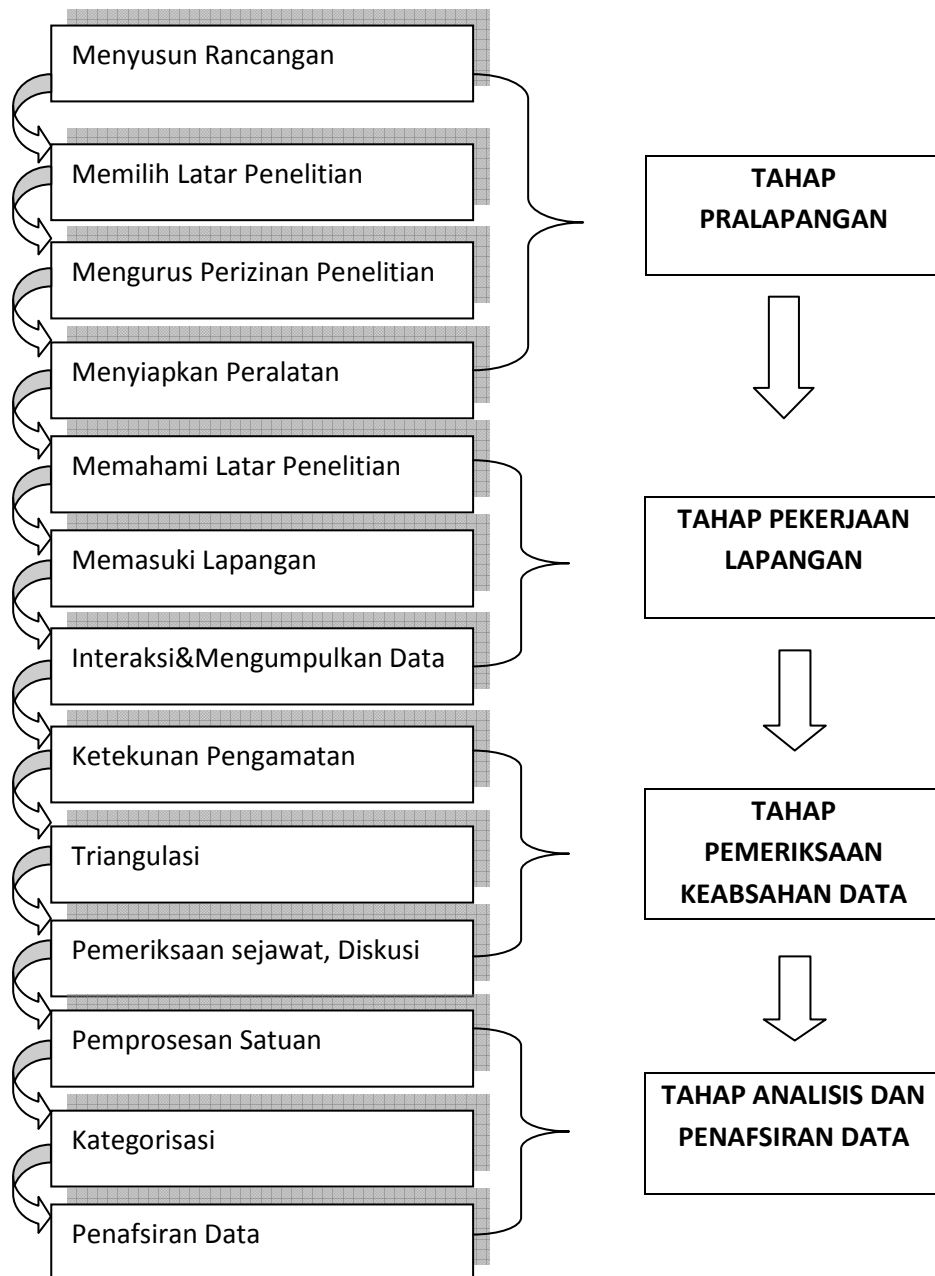 Menyusun Rancangan
Memilih Latar Penelitian
Mengurus Perizinan Penelitian
Menyiapkan Peralatan
TAHAP
PRALAPANGAN
Memahami Latar Penelitian
Memasuki Lapangan
Interaksi&Mengumpulkan Data
TAHAP PEKERJAAN
LAPANGAN
Ketekunan Pengamatan
Triangulasi
Pemeriksaan sejawat, Diskusi
TAHAP
PEMERIKSAAN
KEABSAHAN DATA
Pemprosesan Satuan
Kategorisasi
Penafsiran Data
TAHAP ANALISIS DAN
PENAFSIRAN DATA